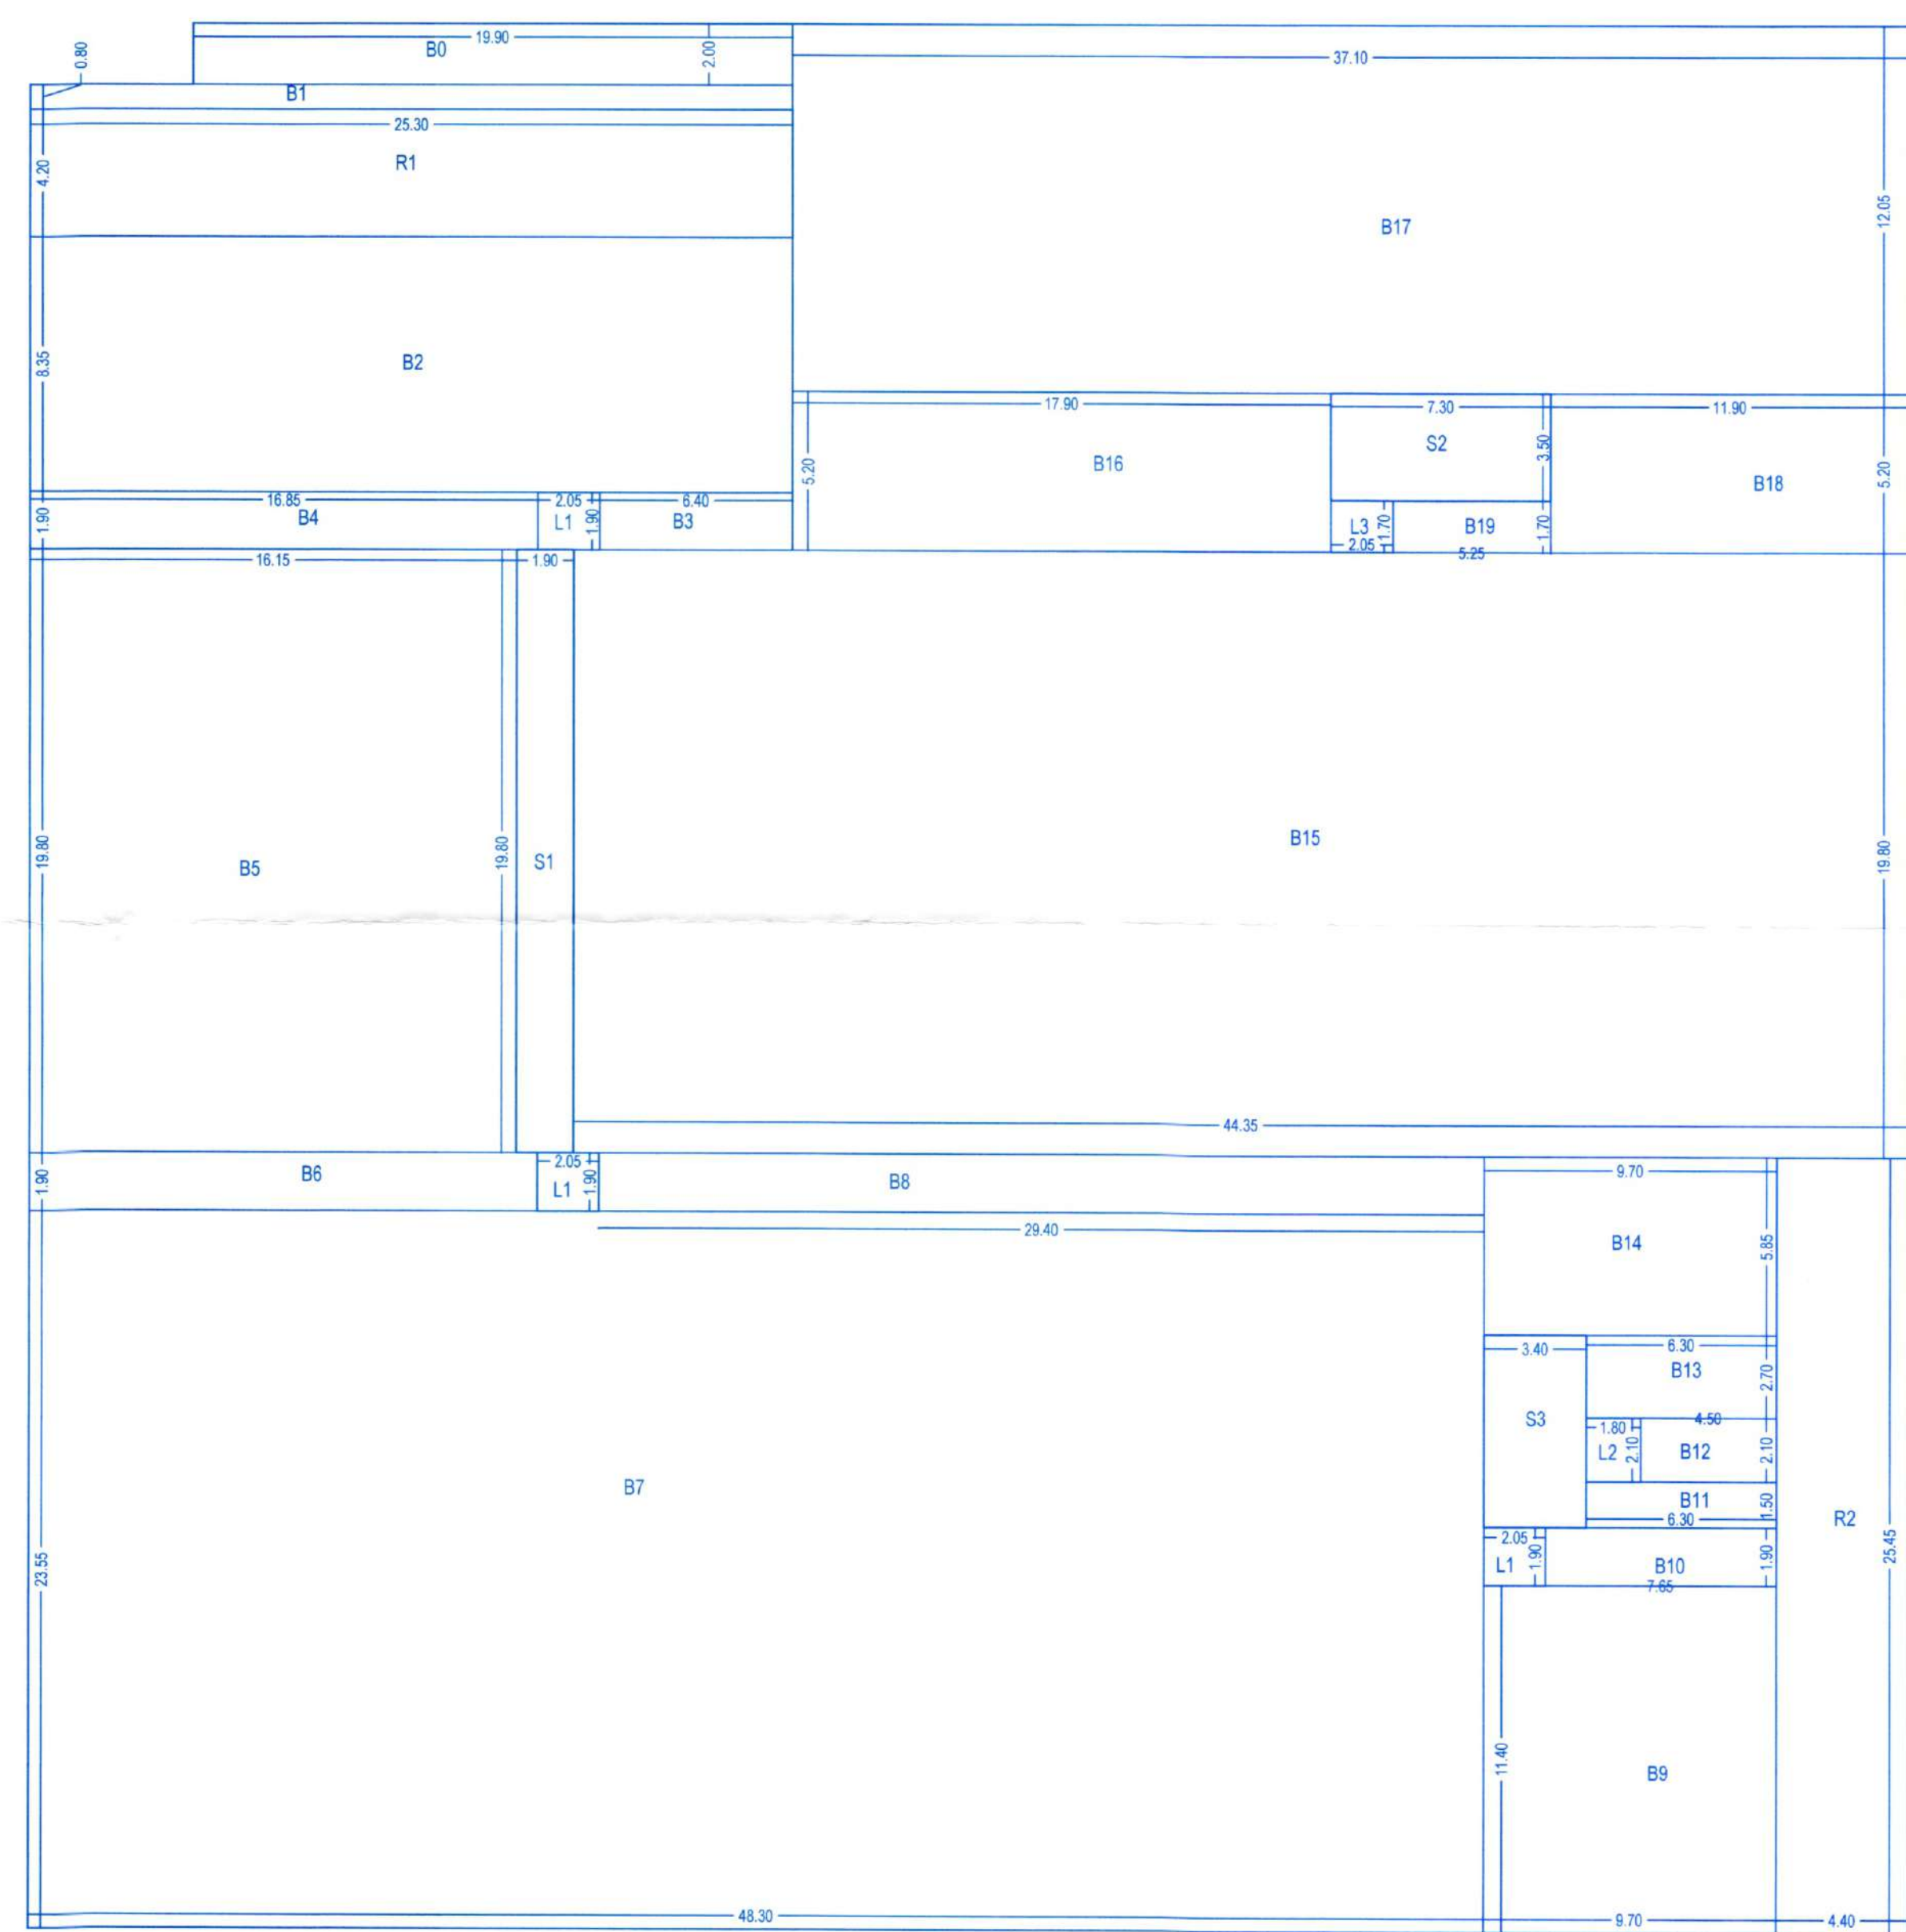 19.90
B0
2.00
0.80
37.10
B1
25.30
R1
4.20
B17
12.05
B2
8.35
17.90
7.30
11.90
S2
3.50
B16
5.20
B18
5.20
16.85
2.05
6.40
B4
L1
1.90
B3
1.90
L3
1.70
B19
1.70
2.05
5.25
16.15
1.90
B15
19.80
19.80
S1
19.80
B5
44.35
2.05
9.70
B6
1.90
L1
1.90
B8
29.40
B14
5.85
3.40
6.30
B13
2.70
S3
1.80
4.50
L2
2.10
B12
2.10
B7
B11
1.50
6.30
R2
2.05
L1
1.90
B10
1.90
7.65
23.55
25.45
11.40
B9
48.30
9.70
4.40